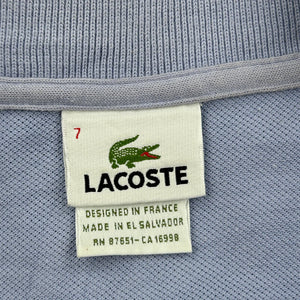 7
LACOSTE
DESIGNED IN FRANCE
MADE IN EL SALVADOR
RN 87651-CA 16998